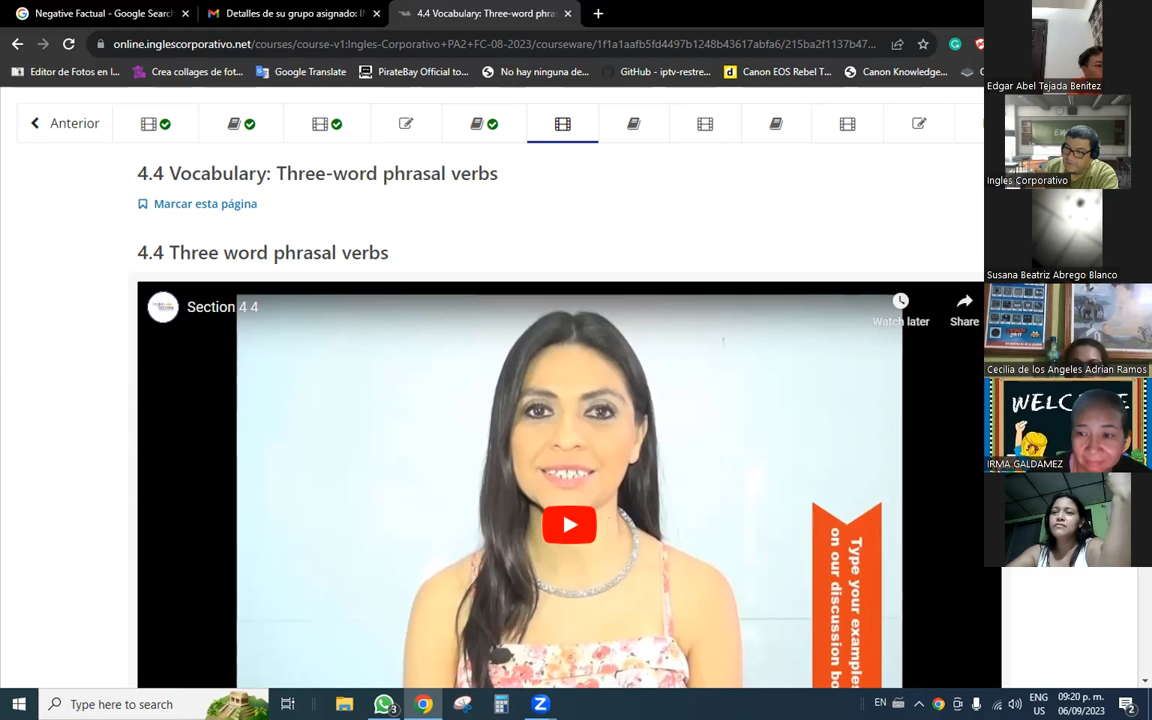 Negative Factual - Google Search
Detalles de su grupo asignado: I
4.4 Vocabulary: Three-word phra
online.inglescorporativo.net/courses/course-v1:Ingles-Corporativo+PA2+FC-08-2023/courseware/1f1a1aafb5fd4497b1248b43617abfa6/215ba2f1137b47...
Editor de Fotos en l...
Crea collages de fot...
Google Translate
PirateBay Official to...
No hay ninguna de...
GitHub - iptv-restre...
Canon EOS Rebel T...
Canon Knowledge...
Anterior
4.4 Vocabulary: Three-word phrasal verbs
Marcar esta página
4.4 Three word phrasal verbs
Section 4 4
Watch later
Share
Type your examples
on our discussion bo
Edgar Abel Tejada Benítez
Ingles Corporativo
Susana Beatriz Abrego Blanco
Cecilia de los Angeles Adrian Ramos
WELCOME
IRMA GALDAMEZ
Type here to search
3
EN
ENG
US
09:20 p. m.
06/09/2023
2